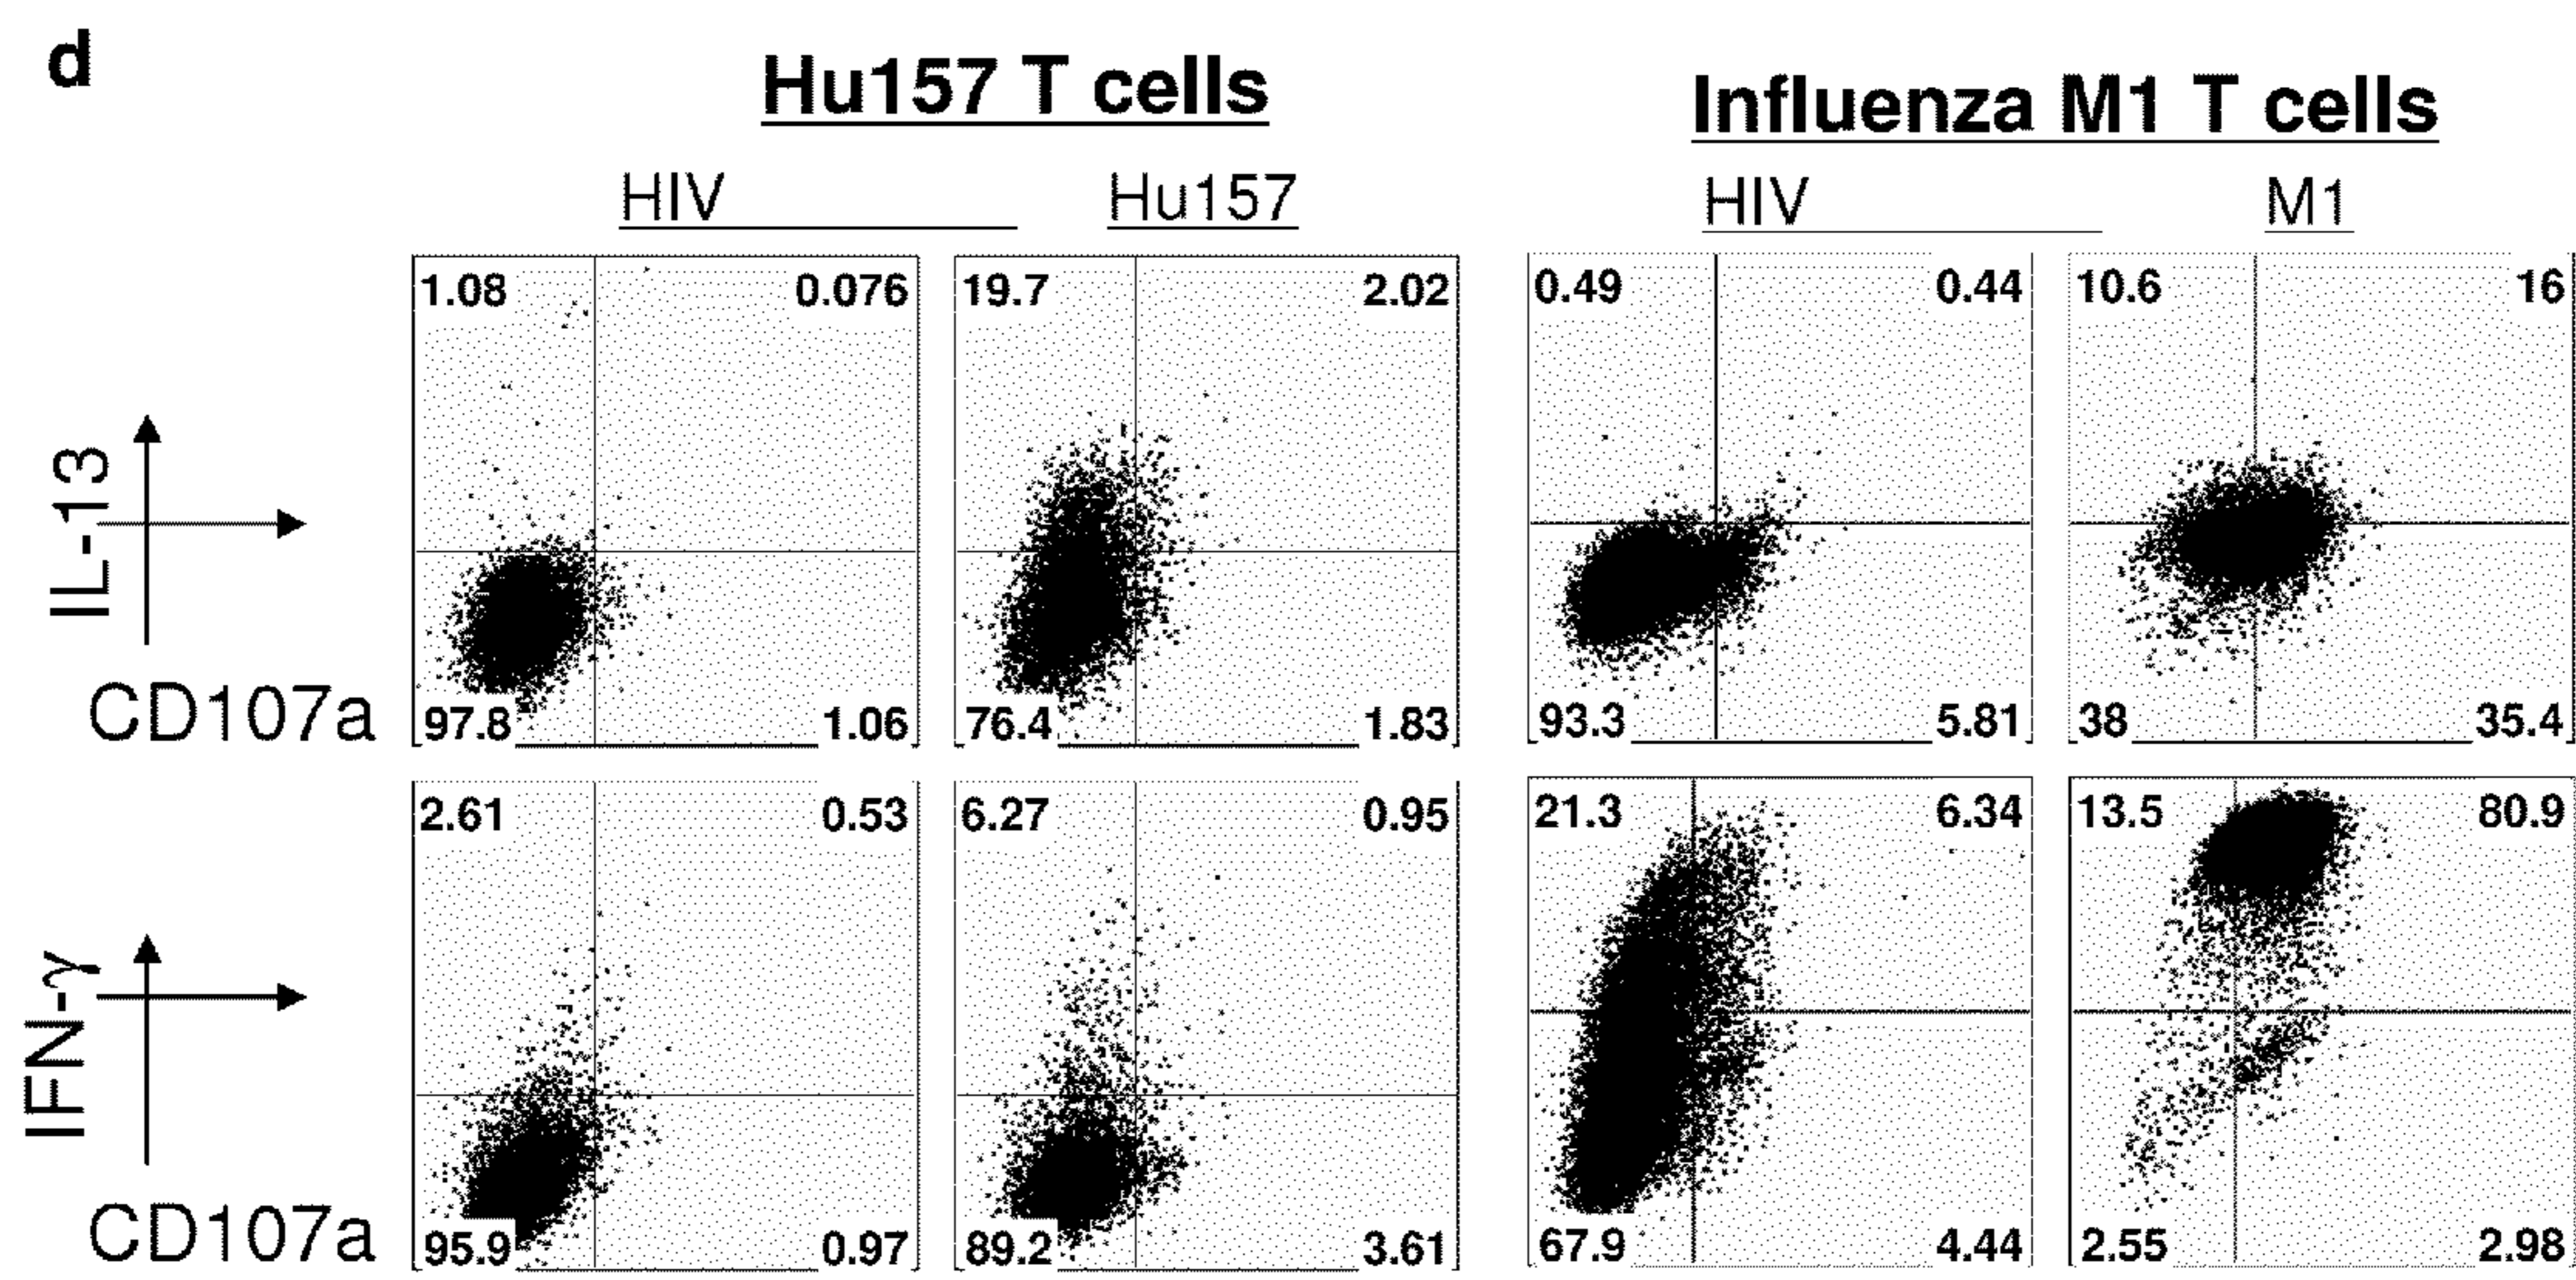 d
Hu157 T cells
Influenza M1 T cells
HIV
Hu157
HIV
M1
1.08 0.076
19.7 2.02
0.49 0.44
10.6 16
IL-13
CD107a
97.8 1.06
76.4 1.83
93.3 5.81
38 35.4
2.61 0.53
6.27 0.95
21.3 6.34
13.5 80.9
IFN-γ
CD107a
95.9 0.97
89.2 3.61
67.9 4.44
2.55 2.98